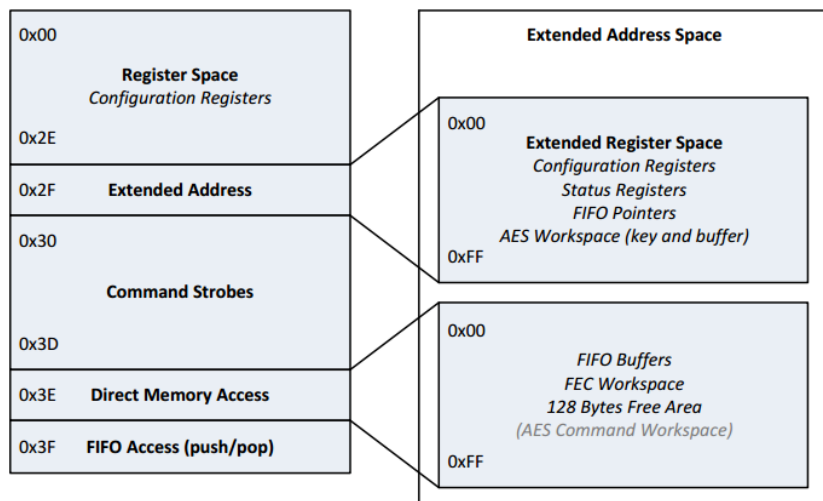 0x00
Register Space
Configuration Registers
0x2E
0x2F Extended Address
0x30
Command Strobes
0x3D
0x3E Direct Memory Access
0x3F FIFO Access (push/pop)
Extended Address Space
0x00
Extended Register Space
Configuration Registers
Status Registers
FIFO Pointers
AES Workspace (key and buffer)
0xFF
0x00
FIFO Buffers
FEC Workspace
128 Bytes Free Area
(AES Command Workspace)
0xFF